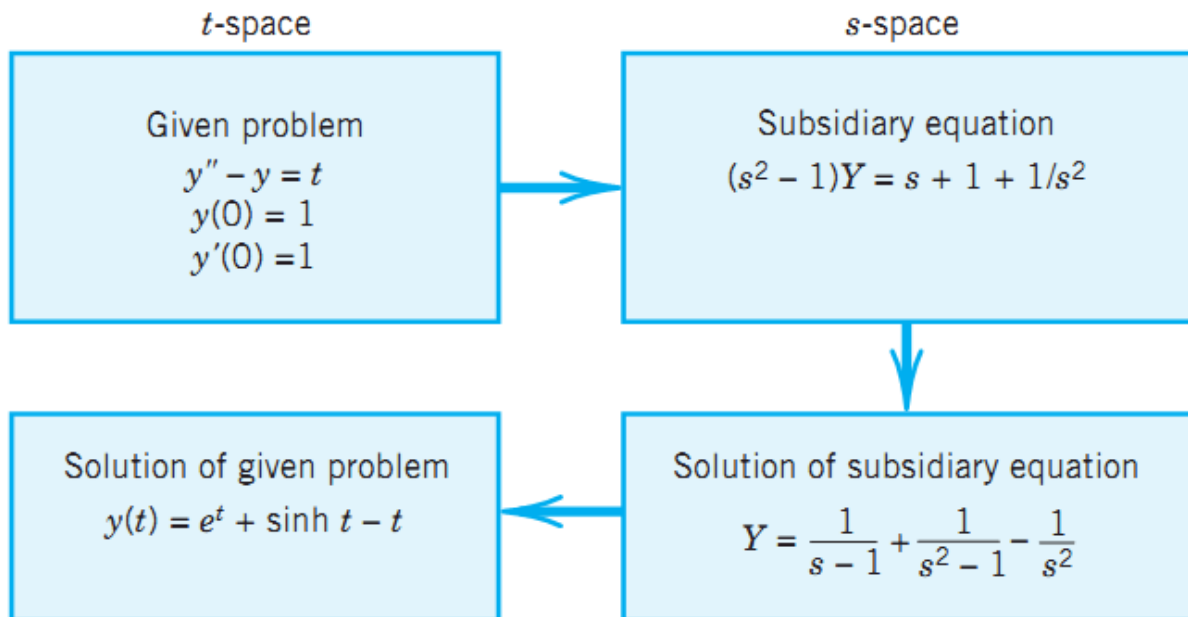 t-space
s-space
Given problem
y″ – y = t
y(0) = 1
y′(0) =1
Subsidiary equation
(s² – 1)Y = s + 1 + 1/s²
Solution of given problem
y(t) = eᵗ + sinh t – t
Solution of subsidiary equation
Y = 1/(s – 1) + 1/(s² – 1) – 1/s²